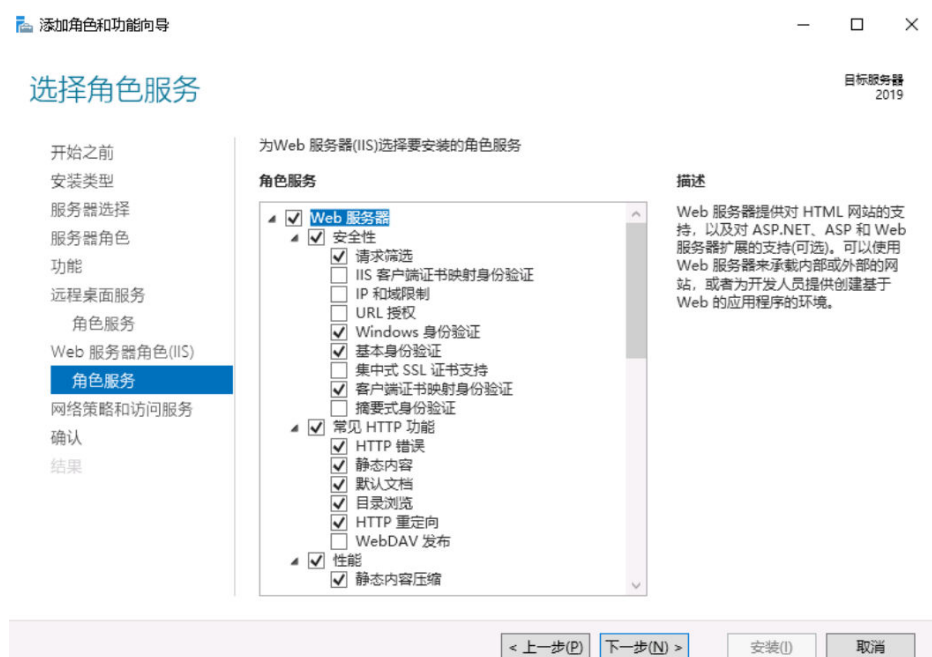 添加角色和功能向导
选择角色服务
目标服务器
2019
开始之前
安装类型
服务器选择
服务器角色
功能
远程桌面服务
角色服务
Web 服务器角色(IIS)
角色服务
网络策略和访问服务
确认
结果
为Web 服务器(IIS)选择要安装的角色服务
角色服务
Web 服务器
安全性
请求筛选
IIS 客户端证书映射身份验证
IP 和域限制
URL 授权
Windows 身份验证
基本身份验证
集中式 SSL 证书支持
客户端证书映射身份验证
摘要式身份验证
常见 HTTP 功能
HTTP 错误
静态内容
默认文档
目录浏览
HTTP 重定向
WebDAV 发布
性能
静态内容压缩
描述
Web 服务器提供对 HTML 网站的支
持，以及对 ASP.NET、ASP 和 Web
服务器扩展的支持(可选)。可以使用
Web 服务器来承载内部或外部的网
站，或者为开发人员提供创建基于
Web 的应用程序的环境。
< 上一步(P)
下一步(N) >
安装(I)
取消